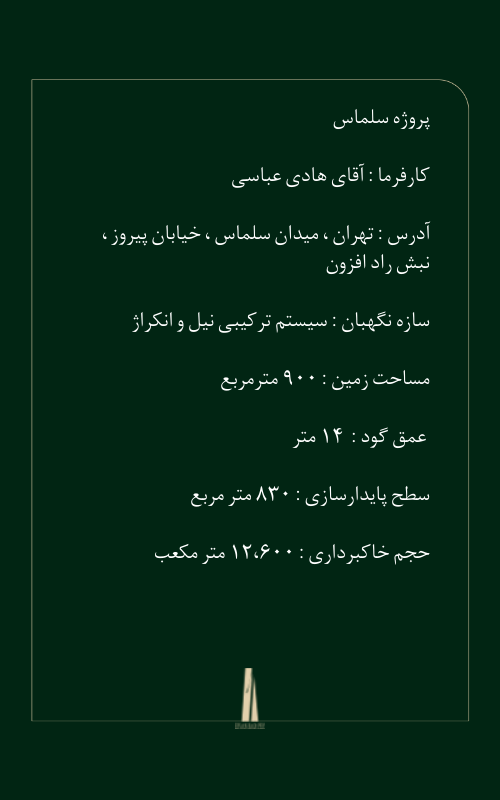 پروژه سلماس
کارفرما : آقای هادی عباسی
آدرس : تهران ، میدان سلماس ، خیابان پیروز ،
نبش راد افزون
سازه نگهبان : سیستم ترکیبی نیل و انکراژ
مساحت زمین : ۹۰۰ مترمربع
عمق گود : ۱۴ متر
سطح پایدارسازی : ۸۳۰ متر مربع
حجم خاکبرداری : ۱۲،۶۰۰ متر مکعب